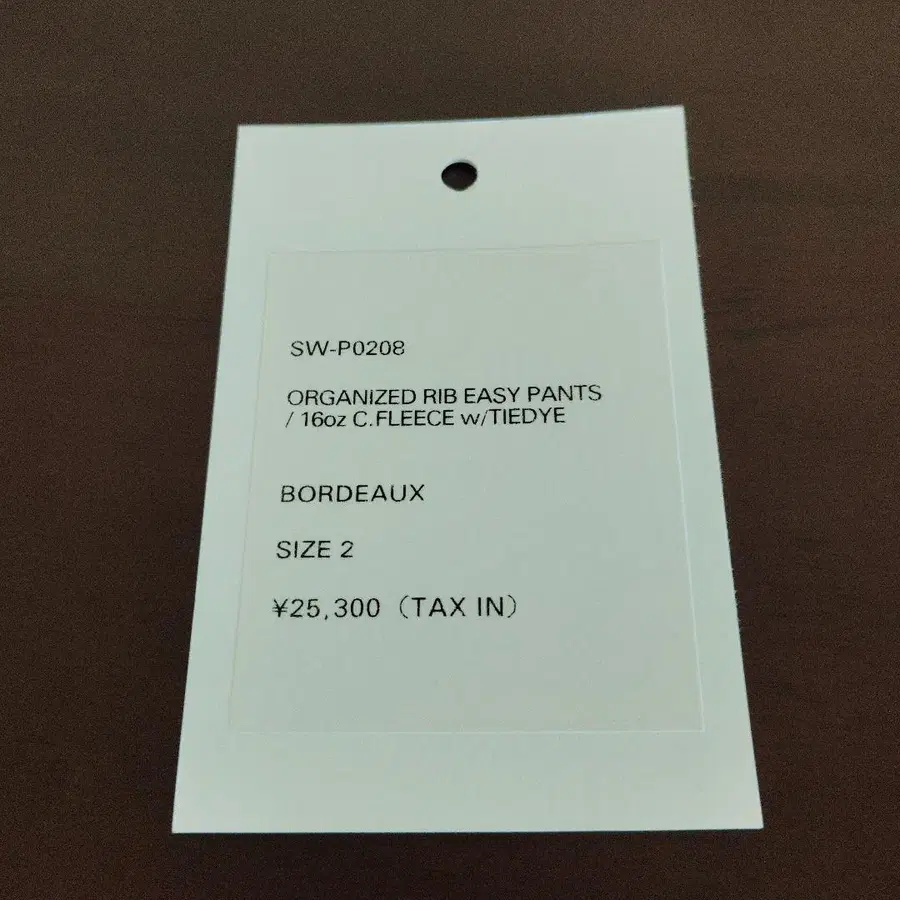 SW-P0208
ORGANIZED RIB EASY PANTS
/ 16oz C.FLEECE w/TIEDYE
BORDEAUX
SIZE 2
¥25,300（TAX IN）